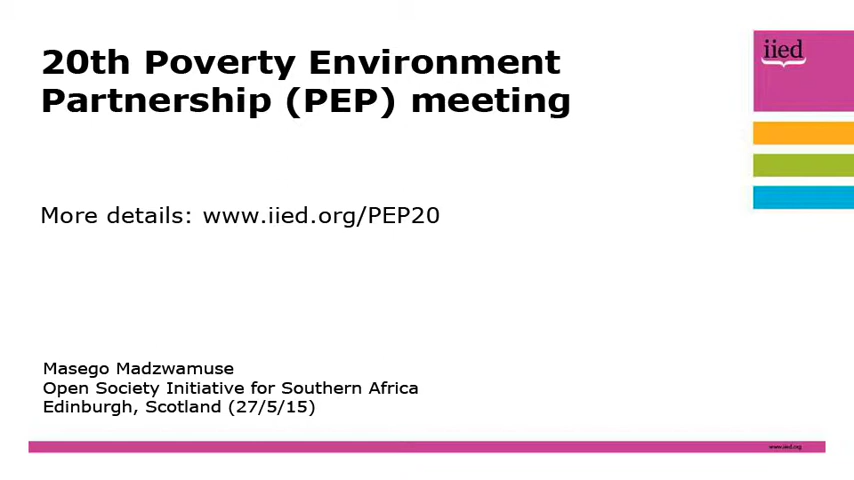 20th Poverty Environment
Partnership (PEP) meeting
iied
More details: www.iied.org/PEP20
Masego Madzwamuse
Open Society Initiative for Southern Africa
Edinburgh, Scotland (27/5/15)
www.iied.org